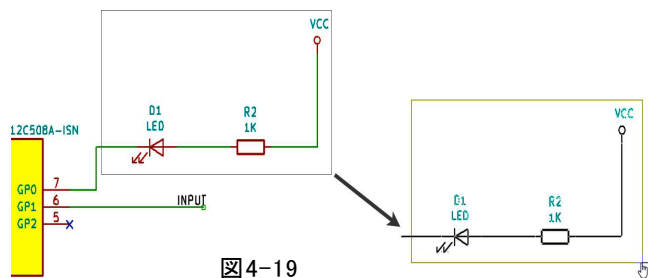 VCC
D1
LED
R2
1K
12C508A-ISN
GP0
7
GP1
6
INPUT
GP2
5
VCC
D1
LED
R2
1K
図4-19